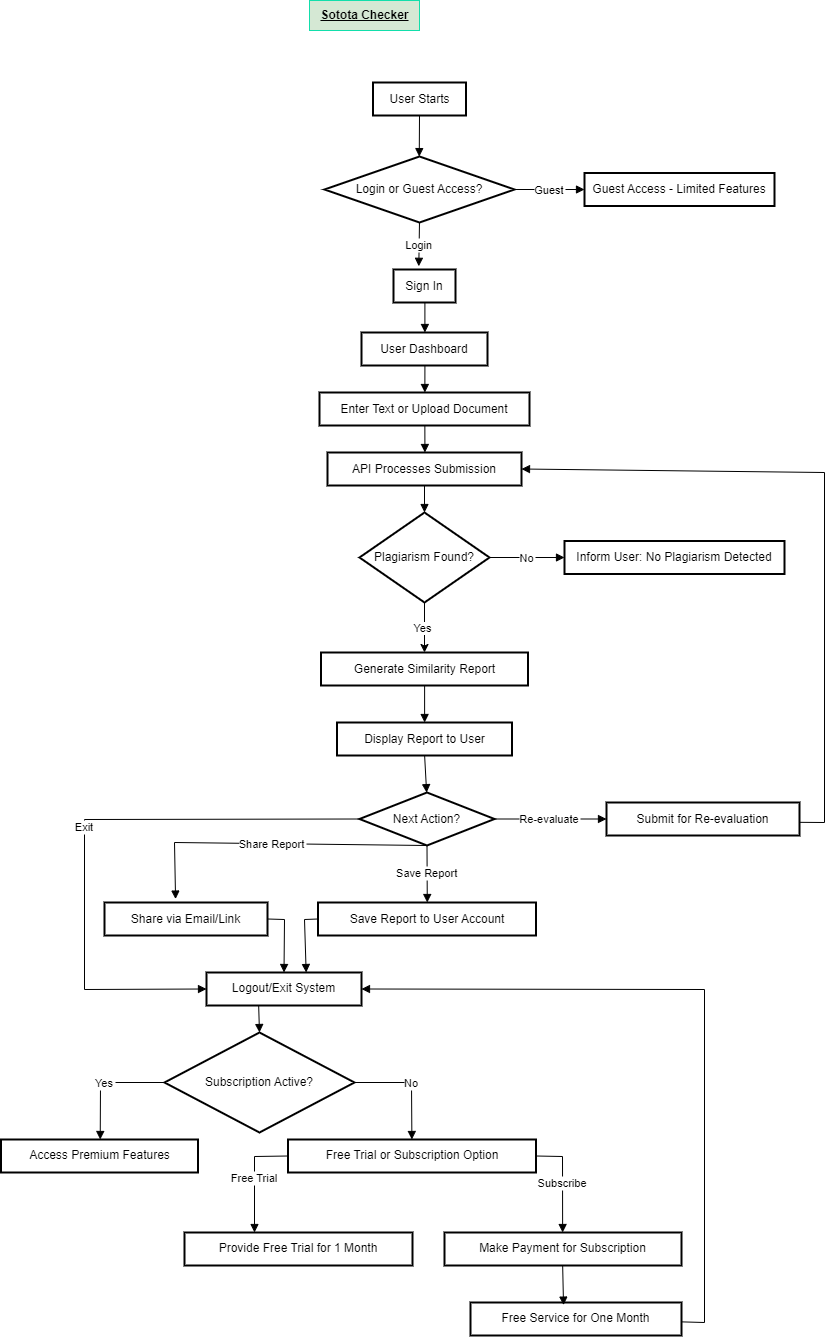 Sotota Checker
User Starts
Login or Guest Access?
Guest
Guest Access - Limited Features
Login
Sign In
User Dashboard
Enter Text or Upload Document
API Processes Submission
Plagiarism Found?
No
Inform User: No Plagiarism Detected
Yes
Generate Similarity Report
Display Report to User
Next Action?
Re-evaluate
Submit for Re-evaluation
Exit
Share Report
Save Report
Share via Email/Link
Save Report to User Account
Logout/Exit System
Subscription Active?
Yes
No
Access Premium Features
Free Trial or Subscription Option
Free Trial
Subscribe
Provide Free Trial for 1 Month
Make Payment for Subscription
Free Service for One Month